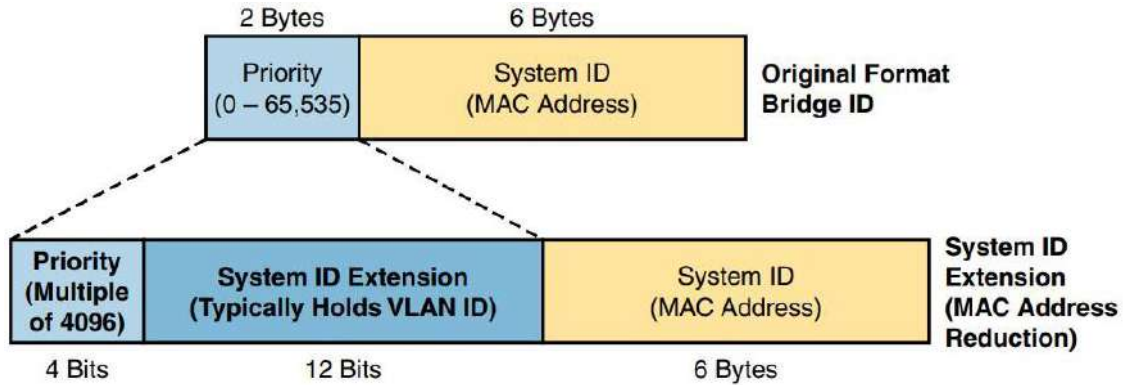 2 Bytes
6 Bytes
Priority
(0 – 65,535)
System ID
(MAC Address)
Original Format
Bridge ID
Priority
(Multiple
of 4096)
System ID Extension
(Typically Holds VLAN ID)
System ID
(MAC Address)
System ID
Extension
(MAC Address
Reduction)
4 Bits
12 Bits
6 Bytes